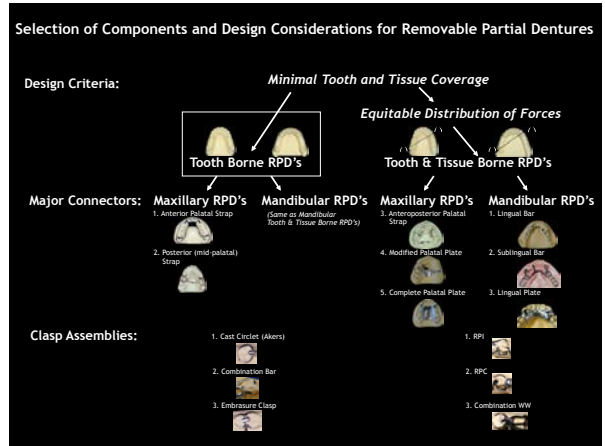 Selection of Components and Design Considerations for Removable Partial Dentures
Design Criteria:
Minimal Tooth and Tissue Coverage
Equitable Distribution of Forces
Tooth Borne RPD's
Tooth & Tissue Borne RPD's
Major Connectors:
Maxillary RPD's
1. Anterior Palatal Strap
2. Posterior (mid-palatal)
Strap
Mandibular RPD's
(Same as Mandibular
Tooth & Tissue Borne RPD's)
Maxillary RPD's
3. Anteroposterior Palatal
Strap
4. Modified Palatal Plate
5. Complete Palatal Plate
Mandibular RPD's
1. Lingual Bar
2. Sublingual Bar
3. Lingual Plate
Clasp Assemblies:
1. Cast Circlet (Akers)
2. Combination Bar
3. Embrasure Clasp
1. RPI
2. RPC
3. Combination WW